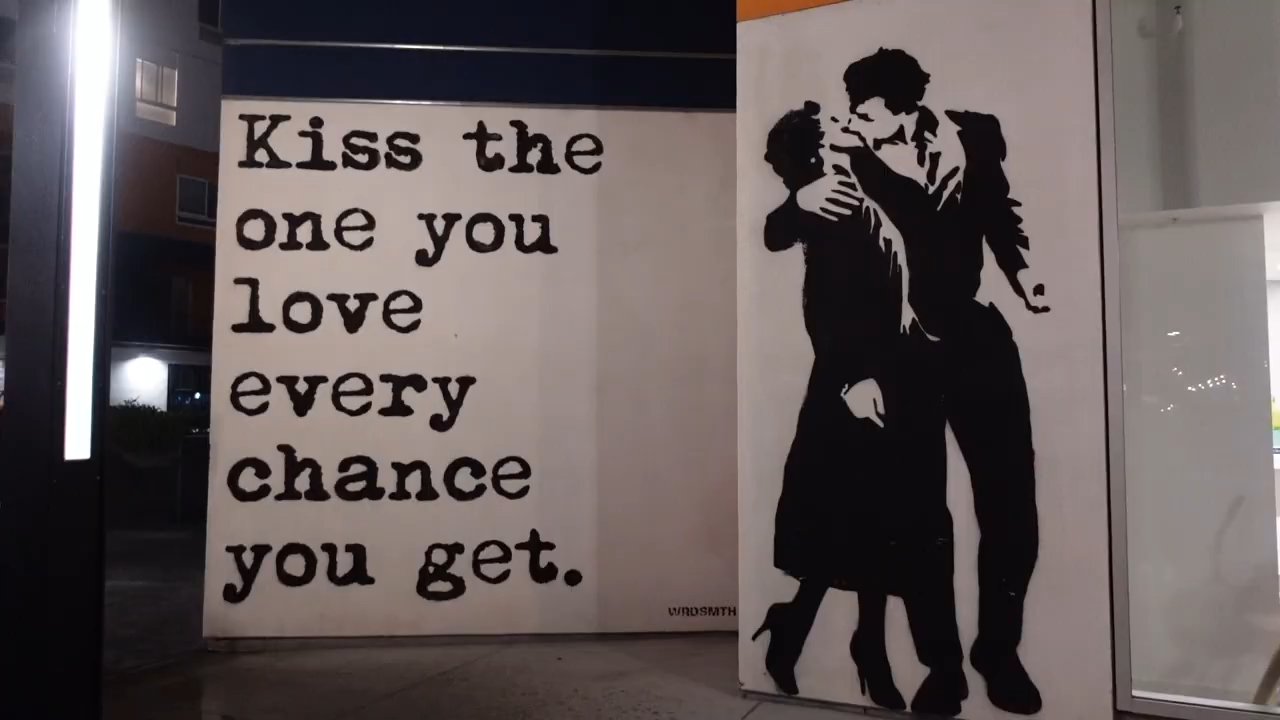 Kiss the
one you
love
every
chance
you get.
WRDSMTH